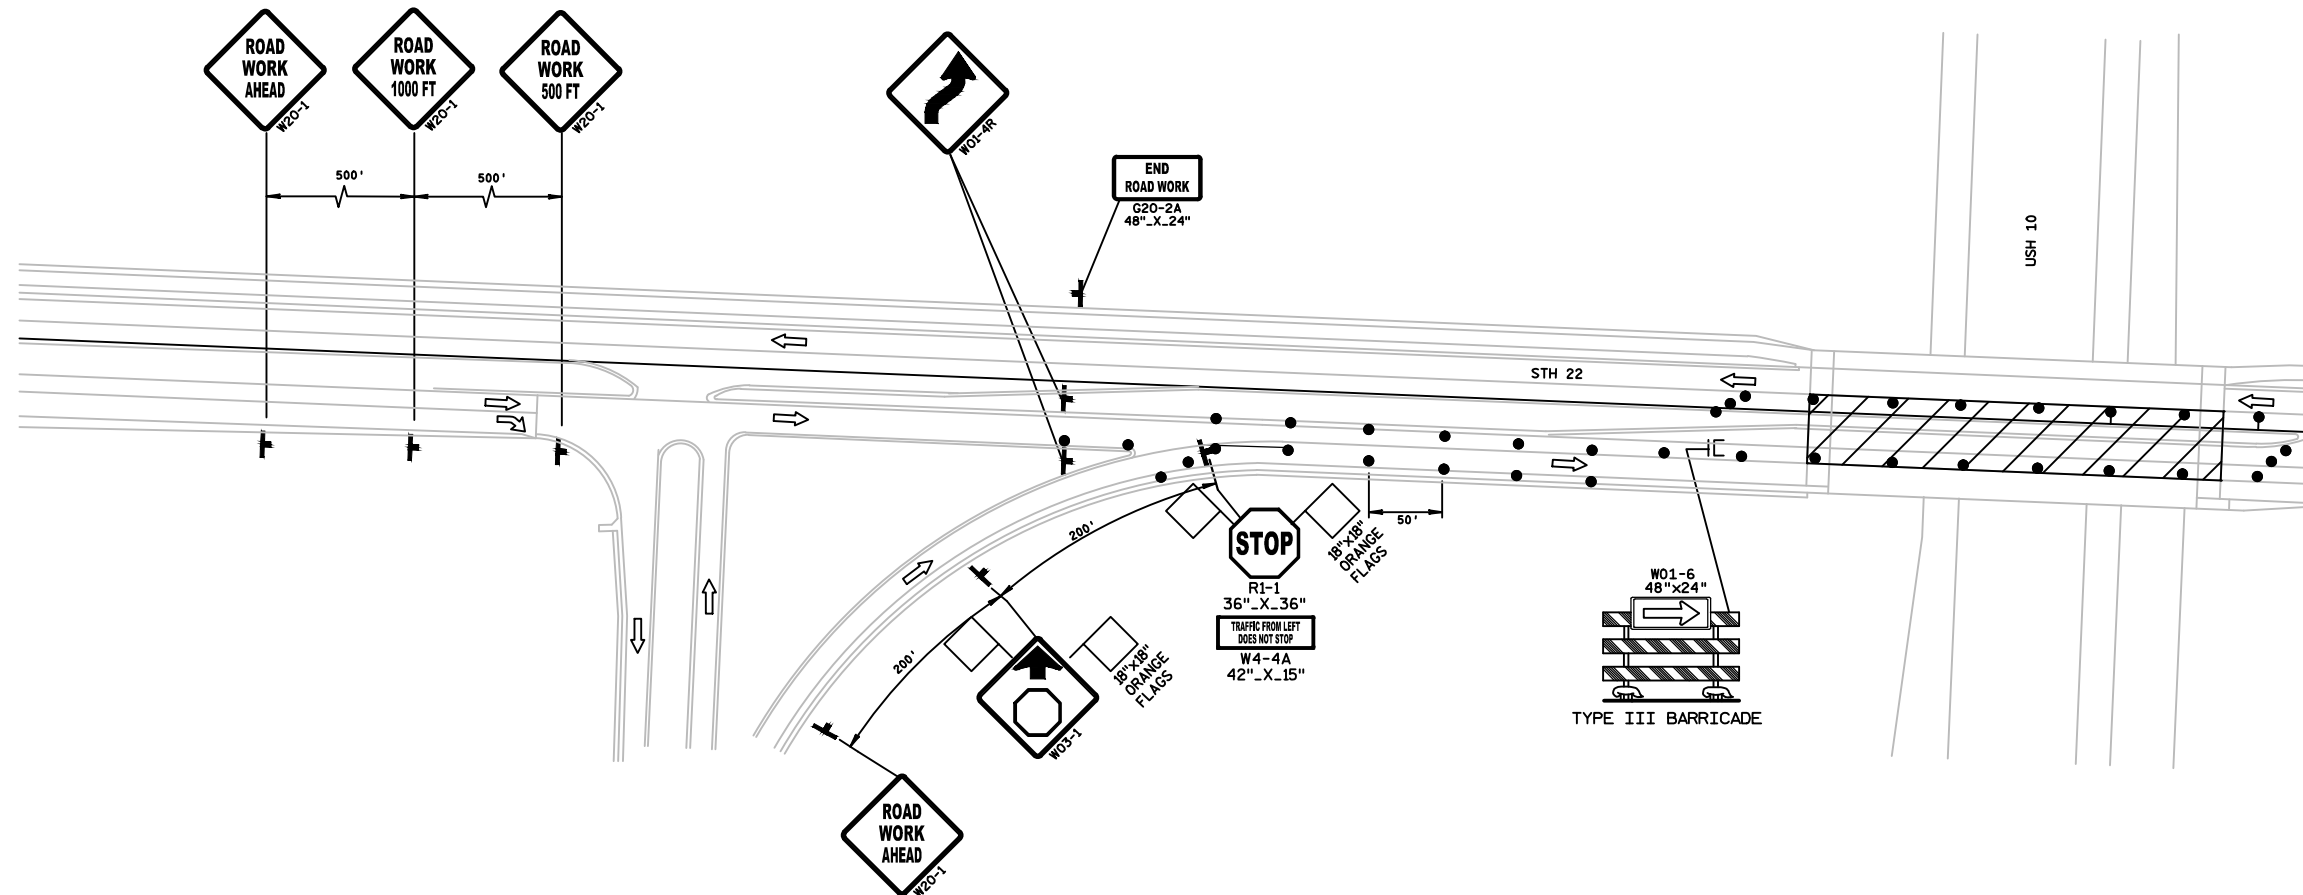 ROAD
WORK
AHEAD
W20-1
ROAD
WORK
1000 FT
W20-1
ROAD
WORK
500 FT
W20-1
500'
500'
W01-4R
END
ROAD WORK
G20-2A
48"_X_24"
USH 10
STH 22
50'
200'
200'
STOP
R1-1
36"_X_36"
TRAFFIC FROM LEFT
DOES NOT STOP
W4-4A
42"_X_15"
18"x18"
ORANGE
FLAGS
18"x18"
ORANGE
FLAGS
W03-1
W01-6
48"x24"
TYPE III BARRICADE
ROAD
WORK
AHEAD
W20-1